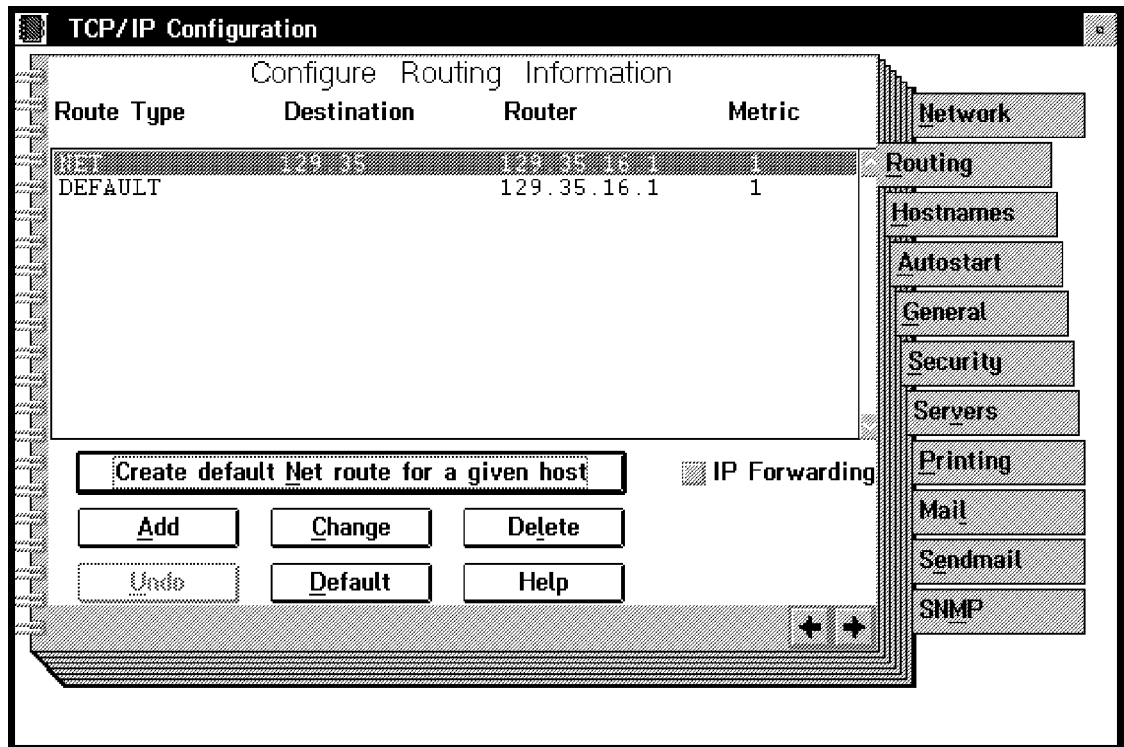 TCP/IP Configuration
Configure Routing Information
Route Type Destination Router Metric
NET 129.35 129.35.16.1 1
DEFAULT 129.35.16.1 1
Create default Net route for a given host
IP Forwarding
Add Change Delete
Undo Default Help
Network
Routing
Hostnames
Autostart
General
Security
Servers
Printing
Mail
Sendmail
SNMP